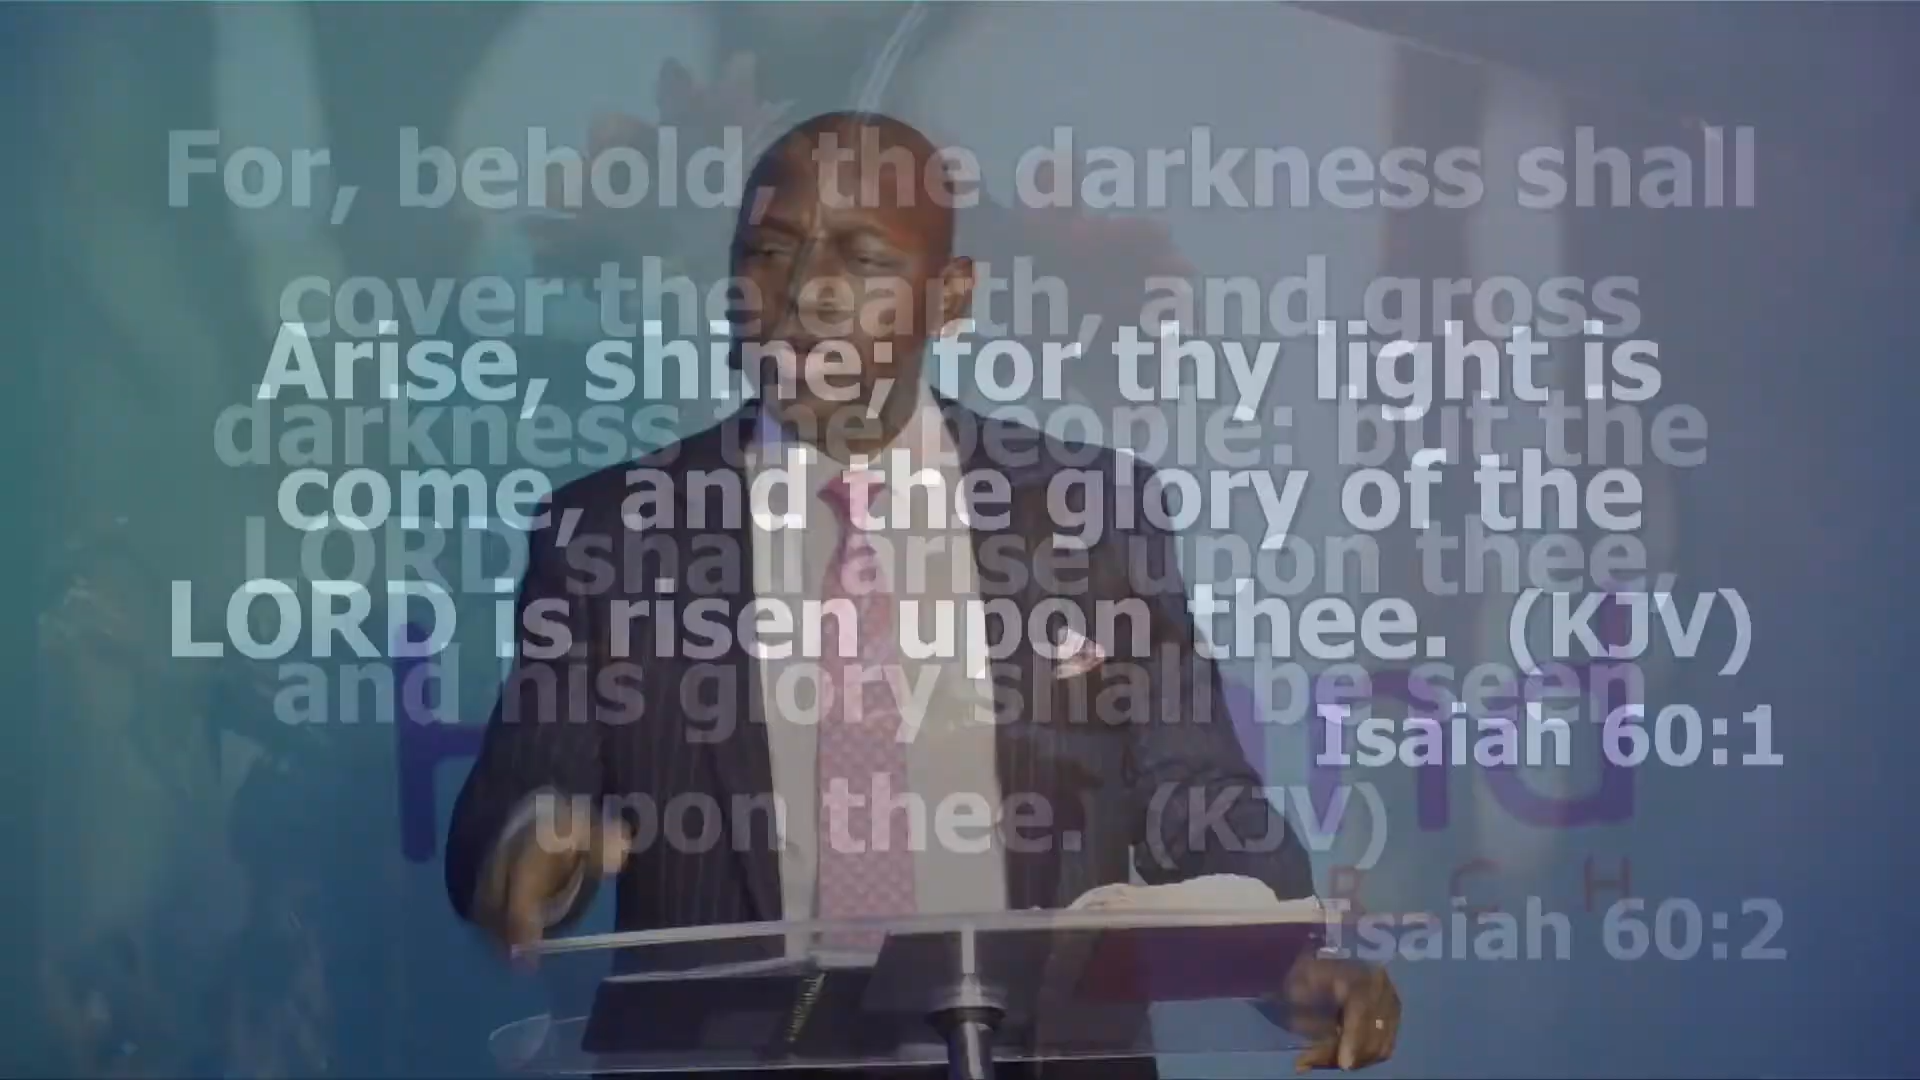 For, behold, the darkness shall
cover the earth, and gross
darkness the people: but the
LORD shall arise upon thee,
and his glory shall be seen
upon thee. (KJV)
Isaiah 60:2
Arise, shine; for thy light is
come, and the glory of the
LORD is risen upon thee. (KJV)
Isaiah 60:1